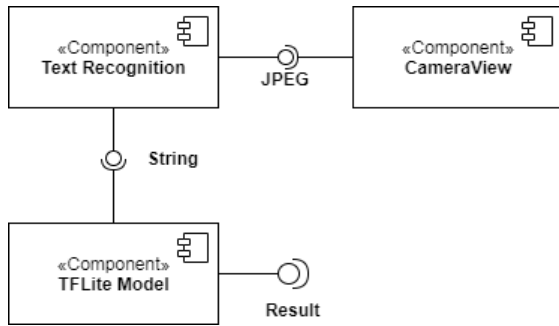 «Component»
Text Recognition
JPEG
«Component»
CameraView
String
«Component»
TFLite Model
Result